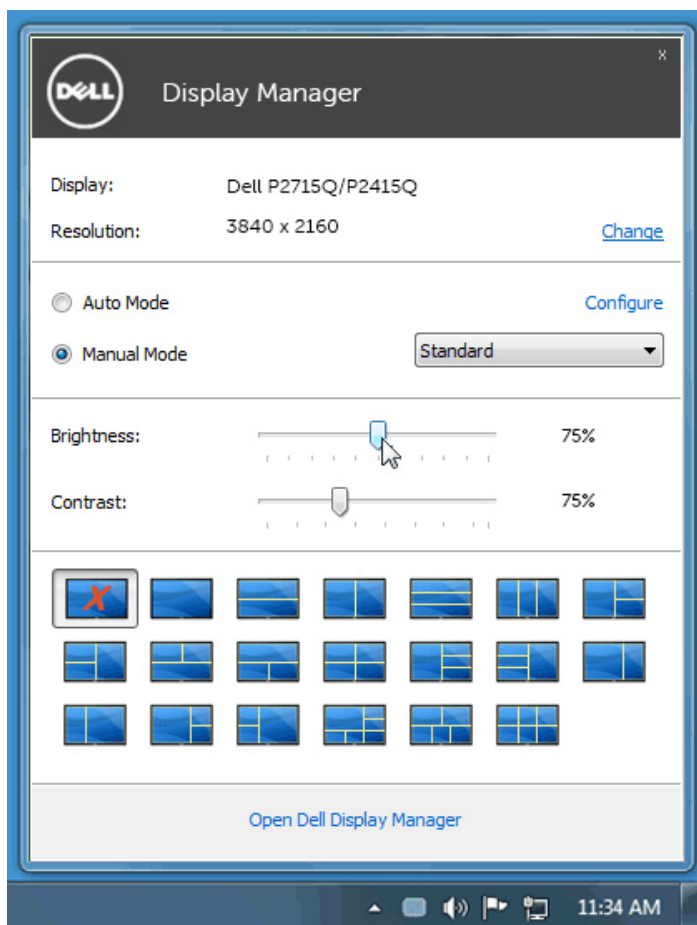 x
DELL Display Manager
Display: Dell P2715Q/P2415Q
Resolution: 3840 x 2160 Change
Auto Mode Configure
Manual Mode Standard
Brightness: 75%
Contrast: 75%
Open Dell Display Manager
11:34 AM